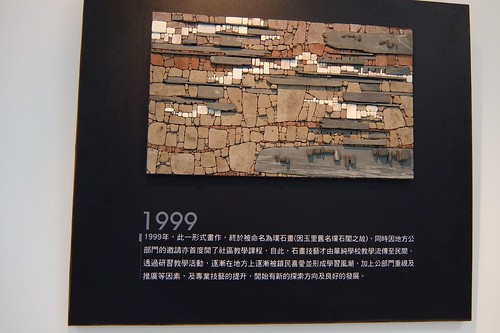 1999
1999年，此一形式畫作，終於被命名為璞石畫(因玉里舊名璞石閣之故)，同時因地方公
部門的邀請亦首度開了社區教學課程，自此，石畫技藝才由單純學校教學流傳至民間，
透過研習教學活動，逐漸在地方上逐漸被鎮民喜愛並形成學習風潮，加上公部門重視及
推廣等因素，及專業技藝的提升，開始有新的探索方向及良好的發展。